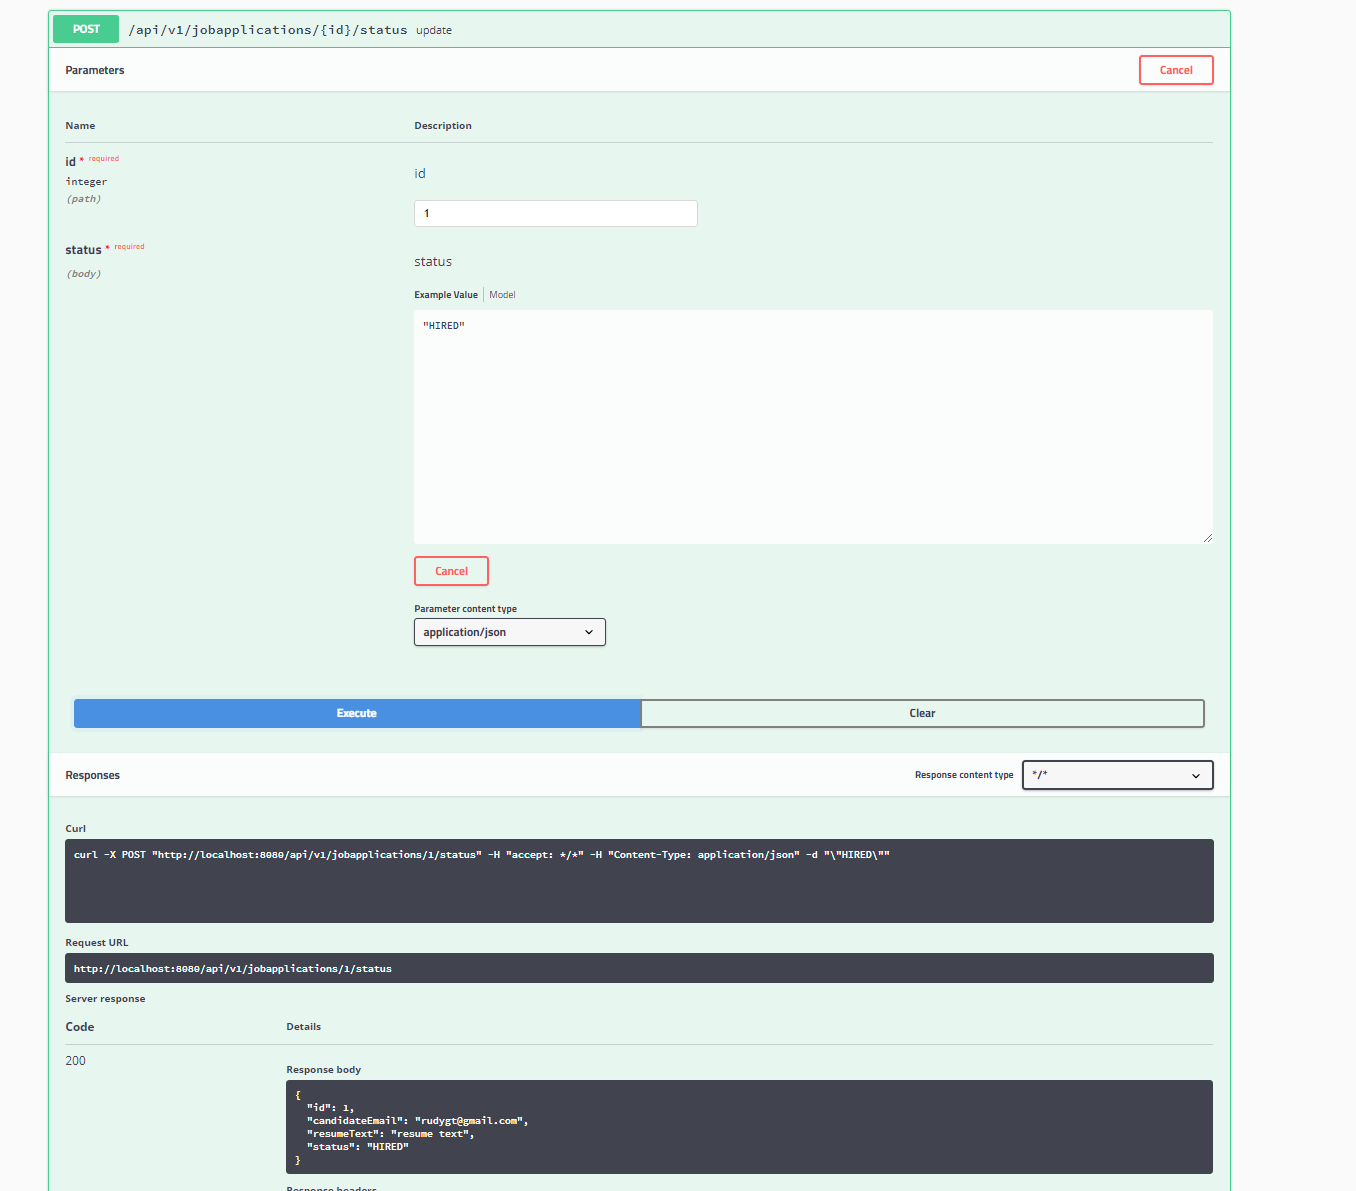 POST /api/v1/jobapplications/{id}/status update
Parameters
Cancel
Name Description
id * required
integer
(path)
id
1
status * required
(body)
status
Example Value Model
"HIRED"
Cancel
Parameter content type
application/json
Execute Clear
Responses Response content type */*
Curl
curl -X POST "http://localhost:8080/api/v1/jobapplications/1/status" -H "accept: */*" -H "Content-Type: application/json" -d "\"HIRED\""
Request URL
http://localhost:8080/api/v1/jobapplications/1/status
Server response
Code Details
200
Response body
{
"id": 1,
"candidateEmail": "rudygt@gmail.com",
"resumeText": "resume text",
"status": "HIRED"
}
Response headers